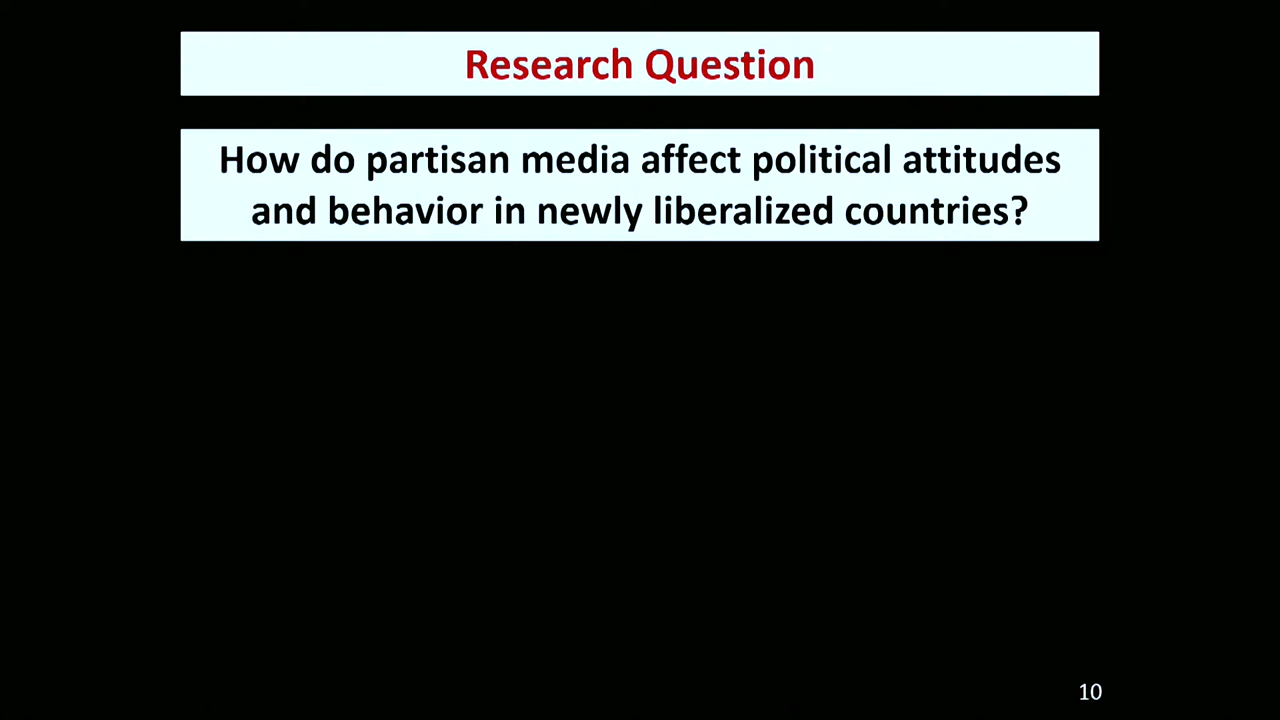 Research Question
How do partisan media affect political attitudes
and behavior in newly liberalized countries?
10